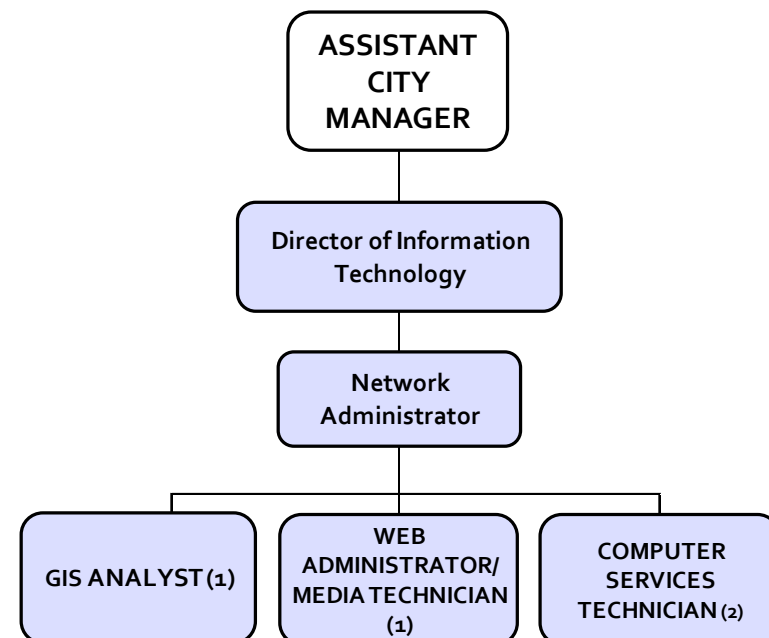 ASSISTANT
CITY
MANAGER
Director of Information
Technology
Network
Administrator
GIS ANALYST (1)
WEB
ADMINISTRATOR/
MEDIA TECHNICIAN
(1)
COMPUTER
SERVICES
TECHNICIAN (2)